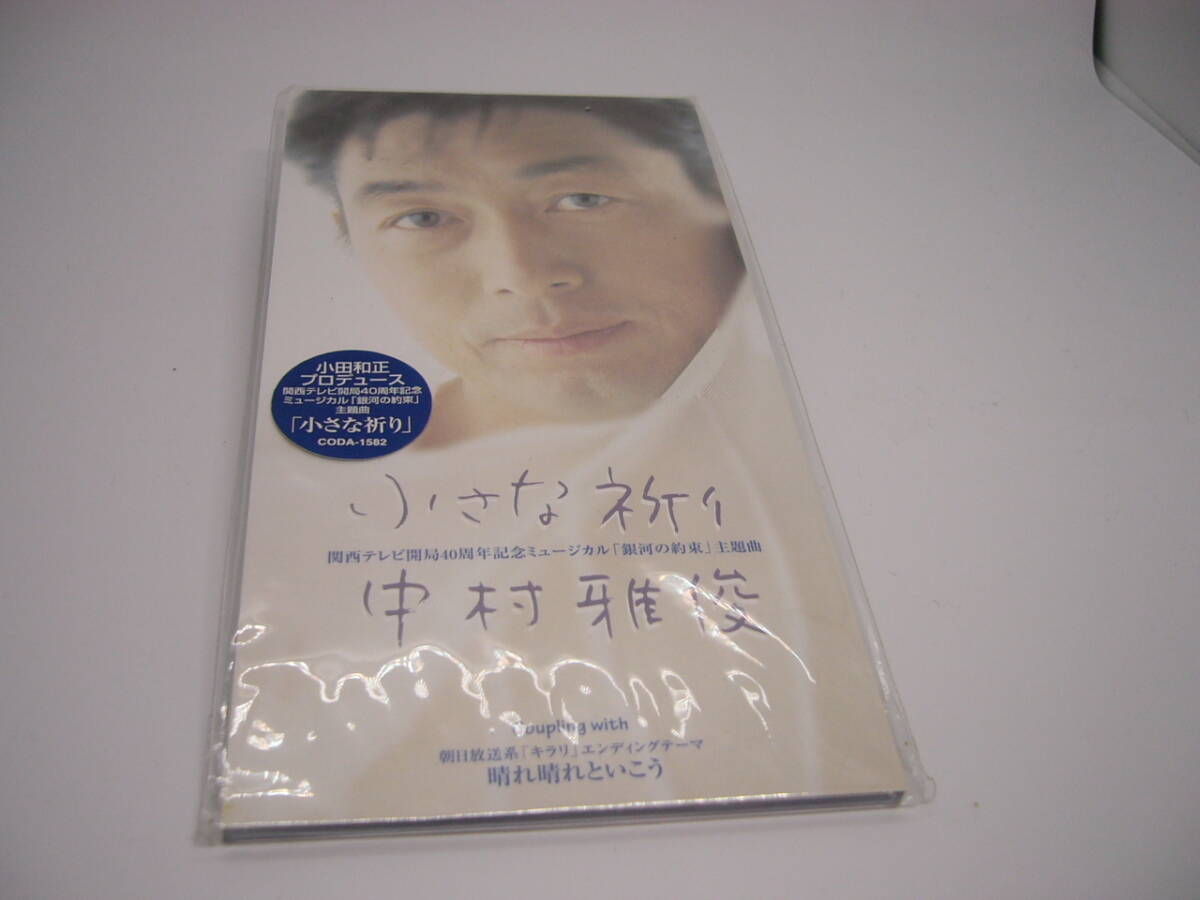 小田和正
プロデュース
関西テレビ開局40周年記念
ミュージカル「銀河の約束」
主題曲
「小さな祈り」
CODA-1582
小さな祈り
関西テレビ開局40周年記念ミュージカル「銀河の約束」主題曲
中村雅俊
Coupling with
朝日放送系「キラリ」エンディングテーマ
晴れ晴れといこう